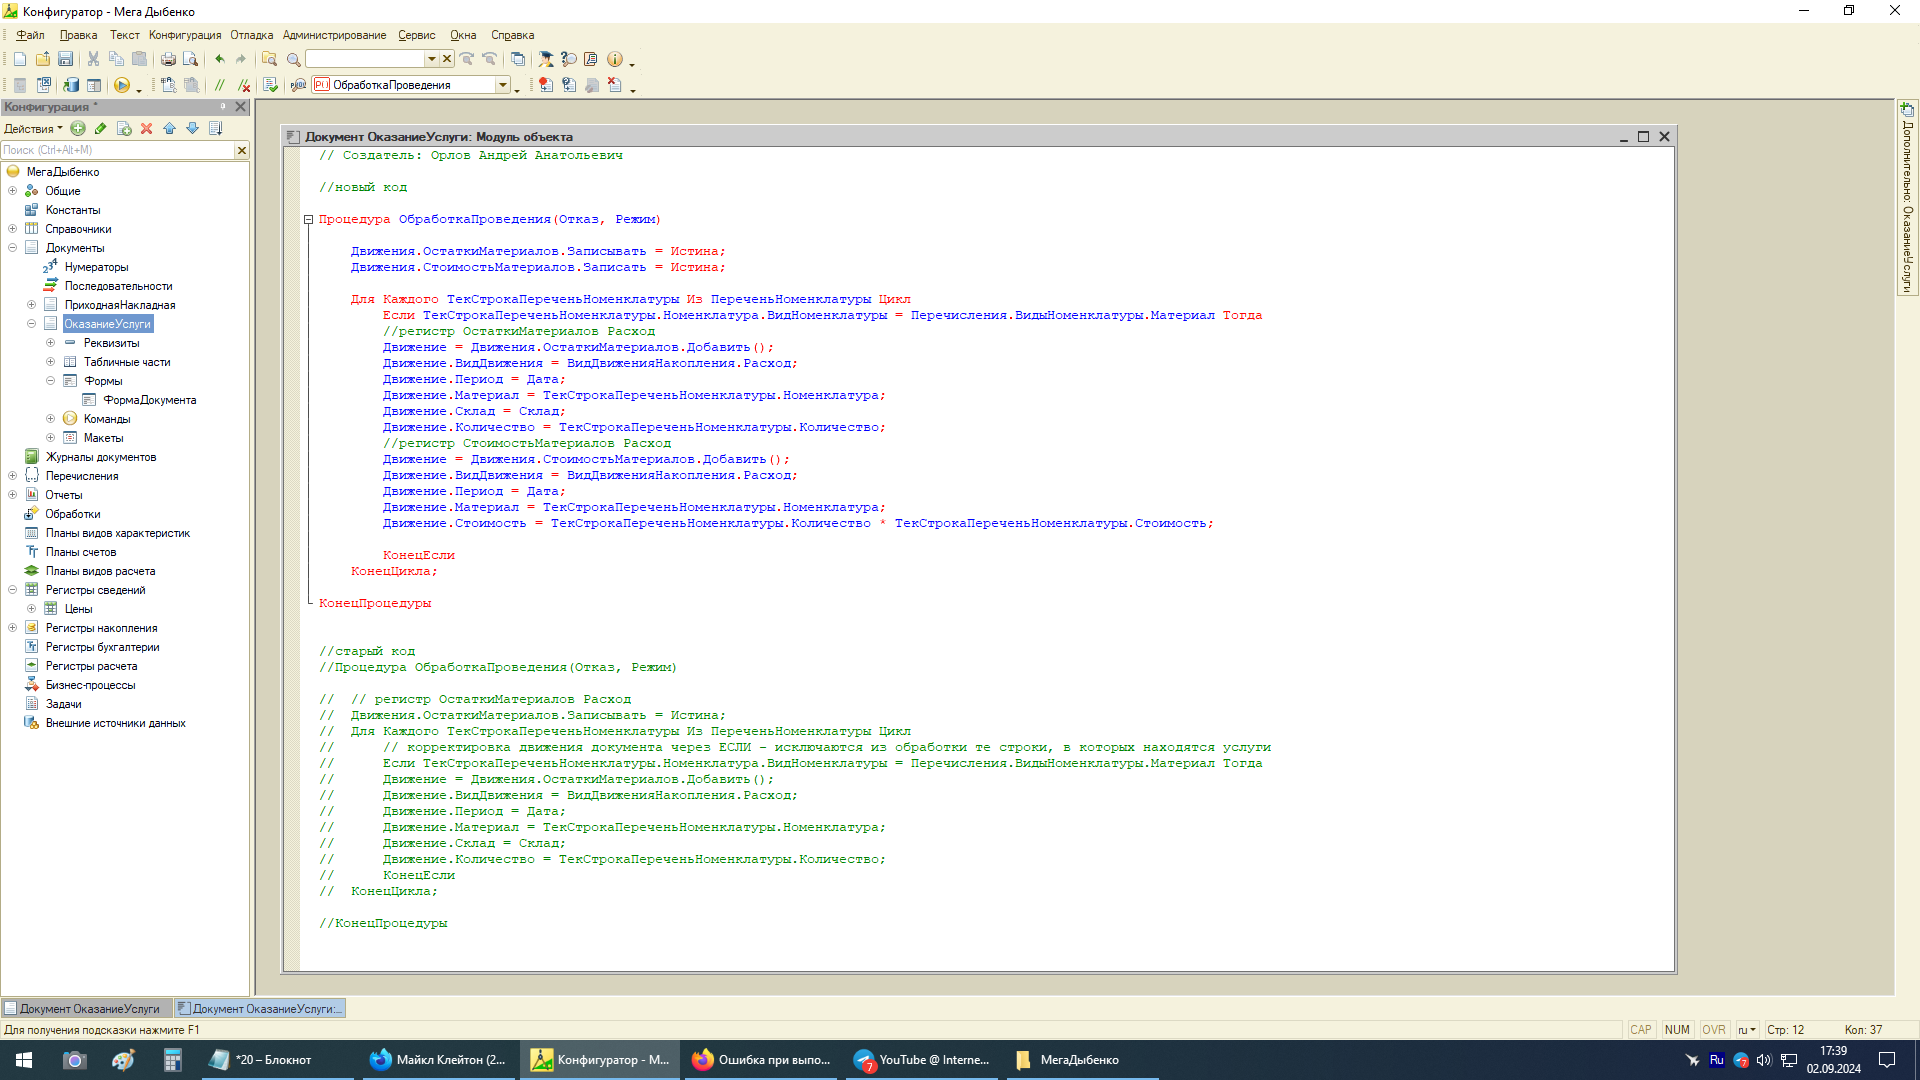 Конфигуратор - Мега Дыбенко
Файл Правка Текст Конфигурация Отладка Администрирование Сервис Окна Справка
ОбработкаПроведения
Конфигурация *
Действия
Поиск (Ctrl+Alt+M)
МегаДыбенко
Общие
Константы
Справочники
Документы
Нумераторы
Последовательности
ПриходнаяНакладная
ОказаниеУслуги
Реквизиты
Табличные части
Формы
ФормаДокумента
Команды
Макеты
Журналы документов
Перечисления
Отчеты
Обработки
Планы видов характеристик
Планы счетов
Планы видов расчета
Регистры сведений
Цены
Регистры накопления
Регистры бухгалтерии
Регистры расчета
Бизнес-процессы
Задачи
Внешние источники данных
Документ ОказаниеУслуги: Модуль объекта
// Создатель: Орлов Андрей Анатольевич
//новый код
Процедура ОбработкаПроведения(Отказ, Режим)
Движения.ОстаткиМатериалов.Записывать = Истина;
Движения.СтоимостьМатериалов.Записать = Истина;
Для Каждого ТекСтрокаПереченьНоменклатуры Из ПереченьНоменклатуры Цикл
Если ТекСтрокаПереченьНоменклатуры.Номенклатура.ВидНоменклатуры = Перечисления.ВидыНоменклатуры.Материал Тогда
//регистр ОстаткиМатериалов Расход
Движение = Движения.ОстаткиМатериалов.Добавить();
Движение.ВидДвижения = ВидДвиженияНакопления.Расход;
Движение.Период = Дата;
Движение.Материал = ТекСтрокаПереченьНоменклатуры.Номенклатура;
Движение.Склад = Склад;
Движение.Количество = ТекСтрокаПереченьНоменклатуры.Количество;
//регистр СтоимостьМатериалов Расход
Движение = Движения.СтоимостьМатериалов.Добавить();
Движение.ВидДвижения = ВидДвиженияНакопления.Расход;
Движение.Период = Дата;
Движение.Материал = ТекСтрокаПереченьНоменклатуры.Номенклатура;
Движение.Стоимость = ТекСтрокаПереченьНоменклатуры.Количество * ТекСтрокаПереченьНоменклатуры.Стоимость;
КонецЕсли
КонецЦикла;
КонецПроцедуры
//старый код
//Процедура ОбработкаПроведения(Отказ, Режим)
// // регистр ОстаткиМатериалов Расход
// Движения.ОстаткиМатериалов.Записывать = Истина;
// Для Каждого ТекСтрокаПереченьНоменклатуры Из ПереченьНоменклатуры Цикл
// // корректировка движения документа через ЕСЛИ - исключаются из обработки те строки, в которых находятся услуги
// Если ТекСтрокаПереченьНоменклатуры.Номенклатура.ВидНоменклатуры = Перечисления.ВидыНоменклатуры.Материал Тогда
// Движение = Движения.ОстаткиМатериалов.Добавить();
// Движение.ВидДвижения = ВидДвиженияНакопления.Расход;
// Движение.Период = Дата;
// Движение.Материал = ТекСтрокаПереченьНоменклатуры.Номенклатура;
// Движение.Склад = Склад;
// Движение.Количество = ТекСтрокаПереченьНоменклатуры.Количество;
// КонецЕсли
// КонецЦикла;
//КонецПроцедуры
Дополнительно: ОказаниеУслуги
Документ ОказаниеУслуги Документ ОказаниеУслуги:...
Для получения подсказки нажмите F1 CAP NUM OVR ru Стр: 12 Кол: 37
*20 – Блокнот Майкл Клейтон (2... Конфигуратор - М... Ошибка при выпо... 7 YouTube @ Interne... МегаДыбенко Ru 7 17:39
02.09.2024